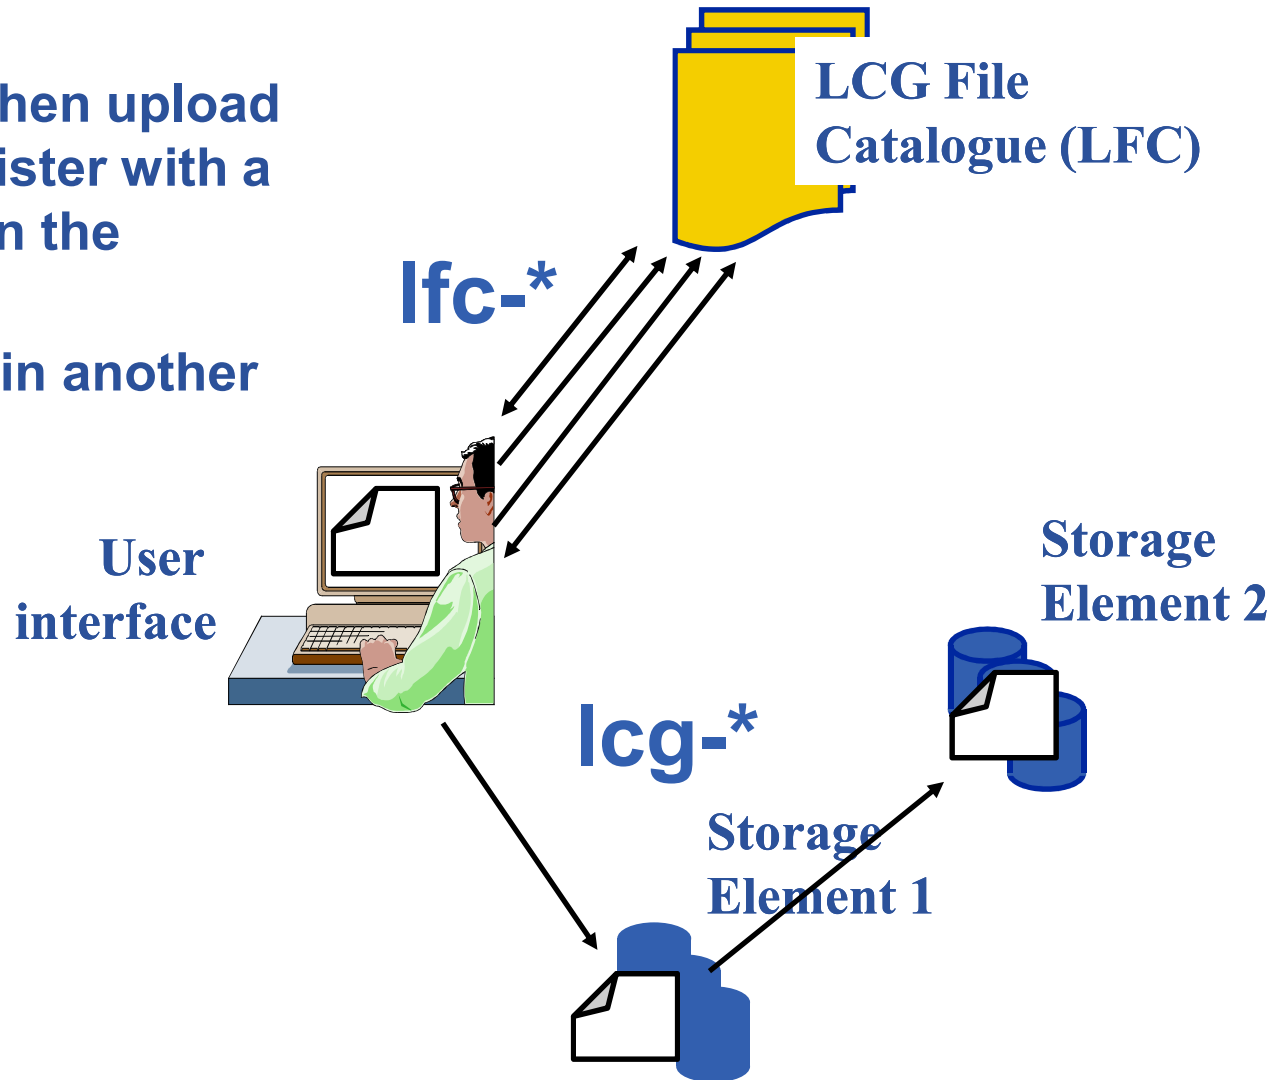 hen upload
ister with a
n the
in another
LCG File
Catalogue (LFC)
lfc-*
User
interface
Storage
Element 2
lcg-*
Storage
Element 1